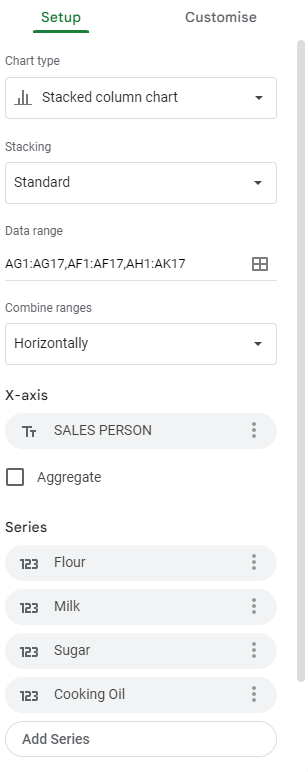 Setup
Customise
Chart type
Stacked column chart
Stacking
Standard
Data range
AG1:AG17,AF1:AF17,AH1:AK17
Combine ranges
Horizontally
X-axis
Tт SALES PERSON
Aggregate
Series
123 Flour
123 Milk
123 Sugar
123 Cooking Oil
Add Series